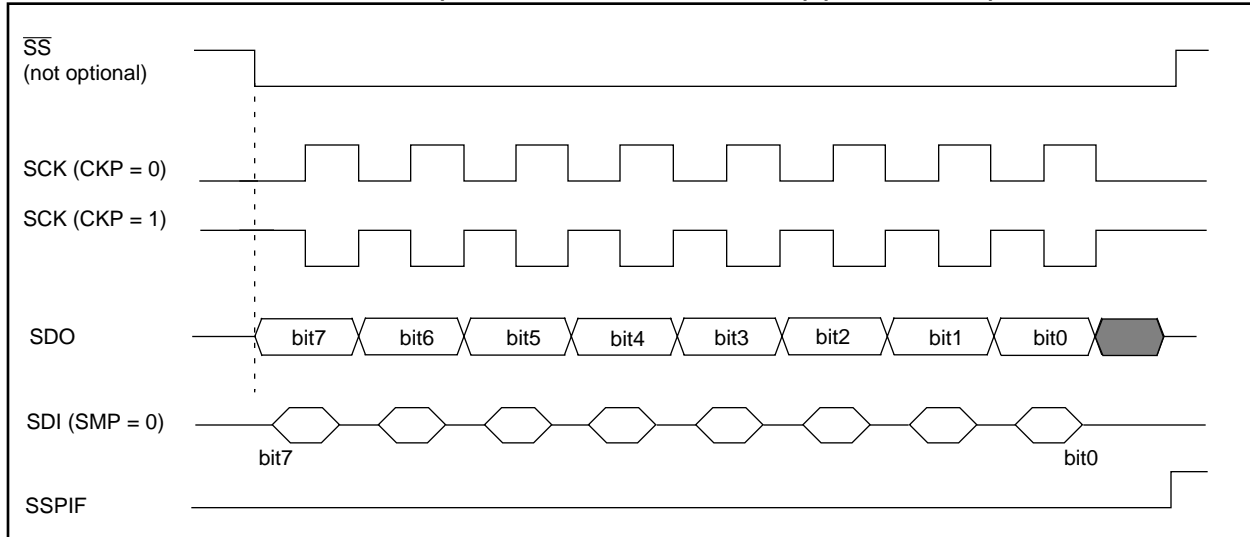 SS
(not optional)
SCK (CKP = 0)
SCK (CKP = 1)
SDO
bit7 bit6 bit5 bit4 bit3 bit2 bit1 bit0
SDI (SMP = 0)
bit7 bit0
SSPIF